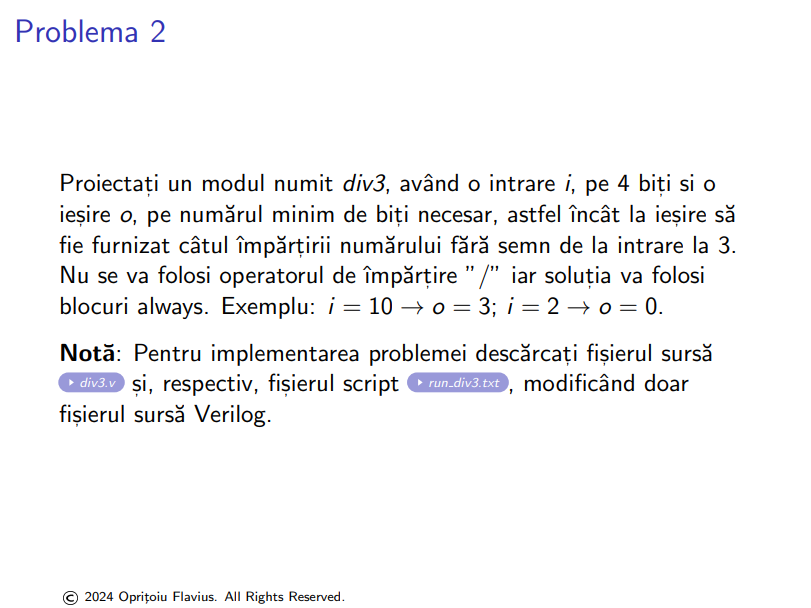 Problema 2
Proiectați un modul numit div3, având o intrare i, pe 4 biți si o
ieșire o, pe numărul minim de biți necesar, astfel încât la ieșire să
fie furnizat câtul împărțirii numărului fără semn de la intrare la 3.
Nu se va folosi operatorul de împărțire ”/” iar soluția va folosi
blocuri always. Exemplu: i = 10 → o = 3; i = 2 → o = 0.
Notă: Pentru implementarea problemei descărcați fișierul sursă
div3.v și, respectiv, fișierul script run_div3.txt, modificând doar
fișierul sursă Verilog.
© 2024 Oprițoiu Flavius. All Rights Reserved.